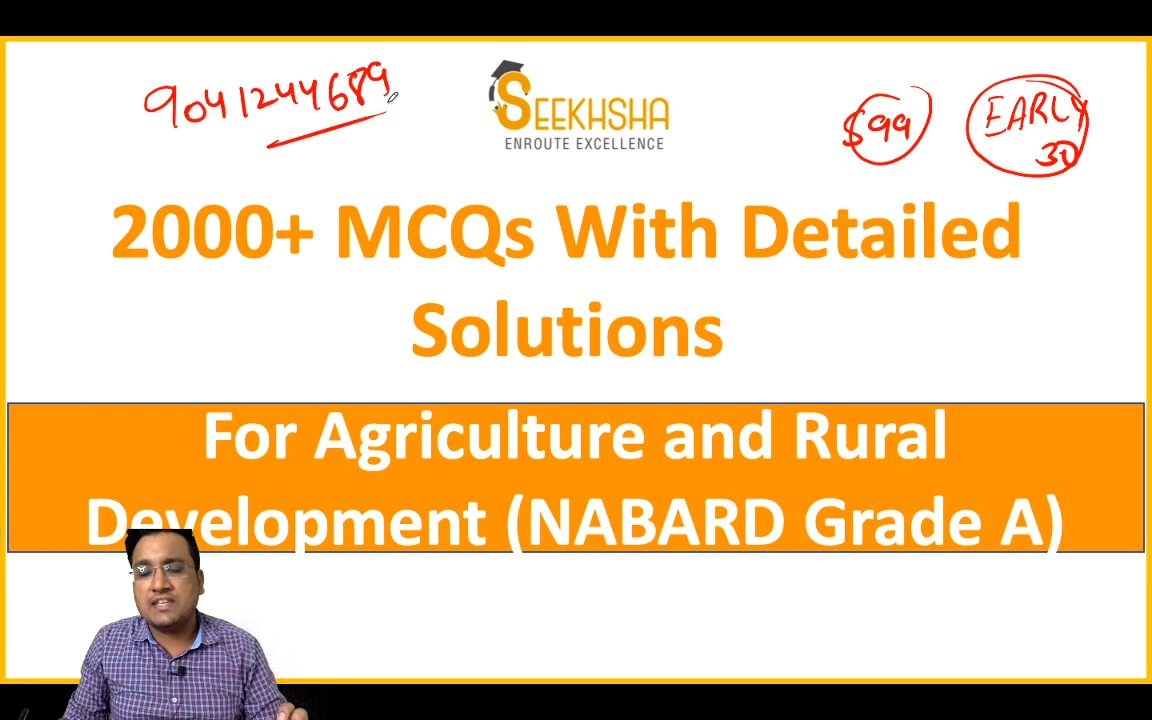 9041244689
SEEKHSHA
ENROUTE EXCELLENCE
$99
EARLY
30
2000+ MCQs With Detailed
Solutions
For Agriculture and Rural
Development (NABARD Grade A)